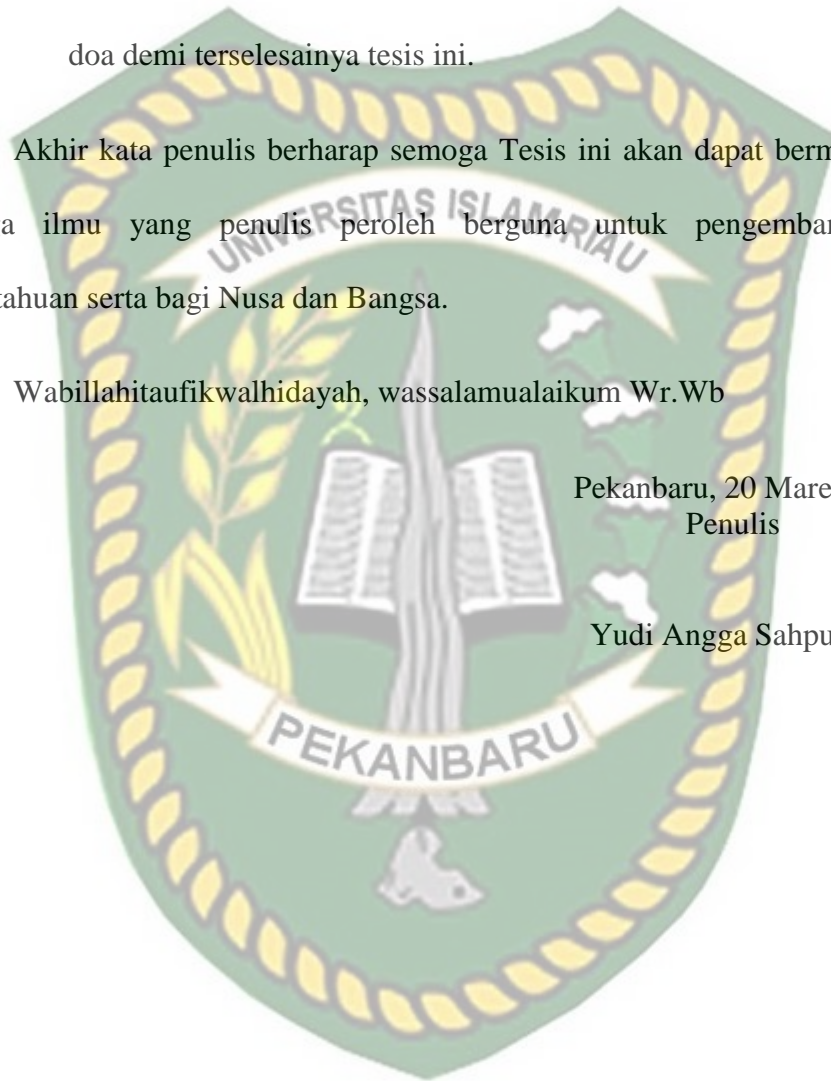 doa demi terselesainya tesis ini.
Akhir kata penulis berharap semoga Tesis ini akan dapat berm
a ilmu yang penulis peroleh berguna untuk pengembar
tahuan serta bagi Nusa dan Bangsa.
Wabillahitaufikwalhidayah, wassalamualaikum Wr.Wb
Pekanbaru, 20 Mare
Penulis
Yudi Angga Sahpu
UNIVERSITAS ISLAM RIAU
PEKANBARU